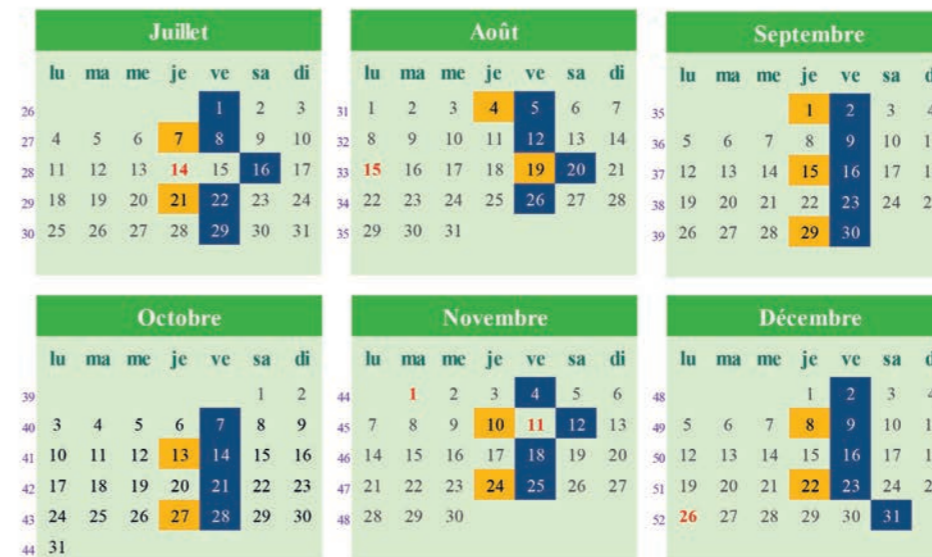 Juillet
lu ma me je ve sa di
26 1 2 3
27 4 5 6 7 8 9 10
28 11 12 13 14 15 16 17
29 18 19 20 21 22 23 24
30 25 26 27 28 29 30 31
Août
lu ma me je ve sa di
31 1 2 3 4 5 6 7
32 8 9 10 11 12 13 14
33 15 16 17 18 19 20 21
34 22 23 24 25 26 27 28
35 29 30 31
Septembre
lu ma me je ve sa
35 1 2 3
36 5 6 7 8 9 10
37 12 13 14 15 16 17
38 19 20 21 22 23 24
39 26 27 28 29 30
Octobre
lu ma me je ve sa di
39 1 2
40 3 4 5 6 7 8 9
41 10 11 12 13 14 15 16
42 17 18 19 20 21 22 23
43 24 25 26 27 28 29 30
44 31
Novembre
lu ma me je ve sa di
44 1 2 3 4 5 6
45 7 8 9 10 11 12 13
46 14 15 16 17 18 19 20
47 21 22 23 24 25 26 27
48 28 29 30
Décembre
lu ma me je ve sa
48 1 2 3
49 5 6 7 8 9 10
50 12 13 14 15 16 17
51 19 20 21 22 23 24
52 26 27 28 29 30 31